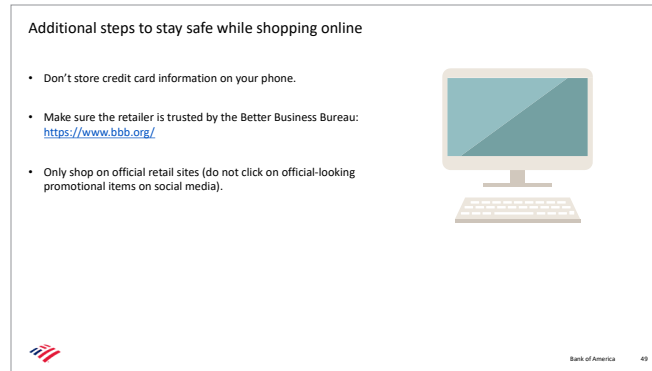 Additional steps to stay safe while shopping online
• Don’t store credit card information on your phone.
• Make sure the retailer is trusted by the Better Business Bureau:
https://www.bbb.org/
• Only shop on official retail sites (do not click on official-looking
promotional items on social media).
Bank of America 49